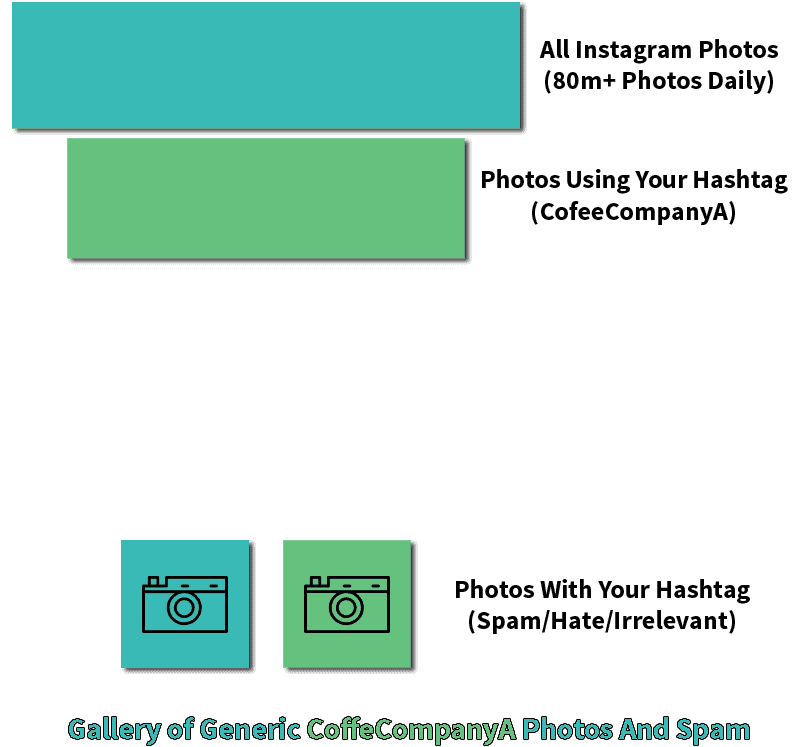 All Instagram Photos
(80m+ Photos Daily)
Photos Using Your Hashtag
(CofeeCompanyA)
Photos With Your Hashtag
(Spam/Hate/Irrelevant)
Gallery of Generic CoffeCompanyA Photos And Spam